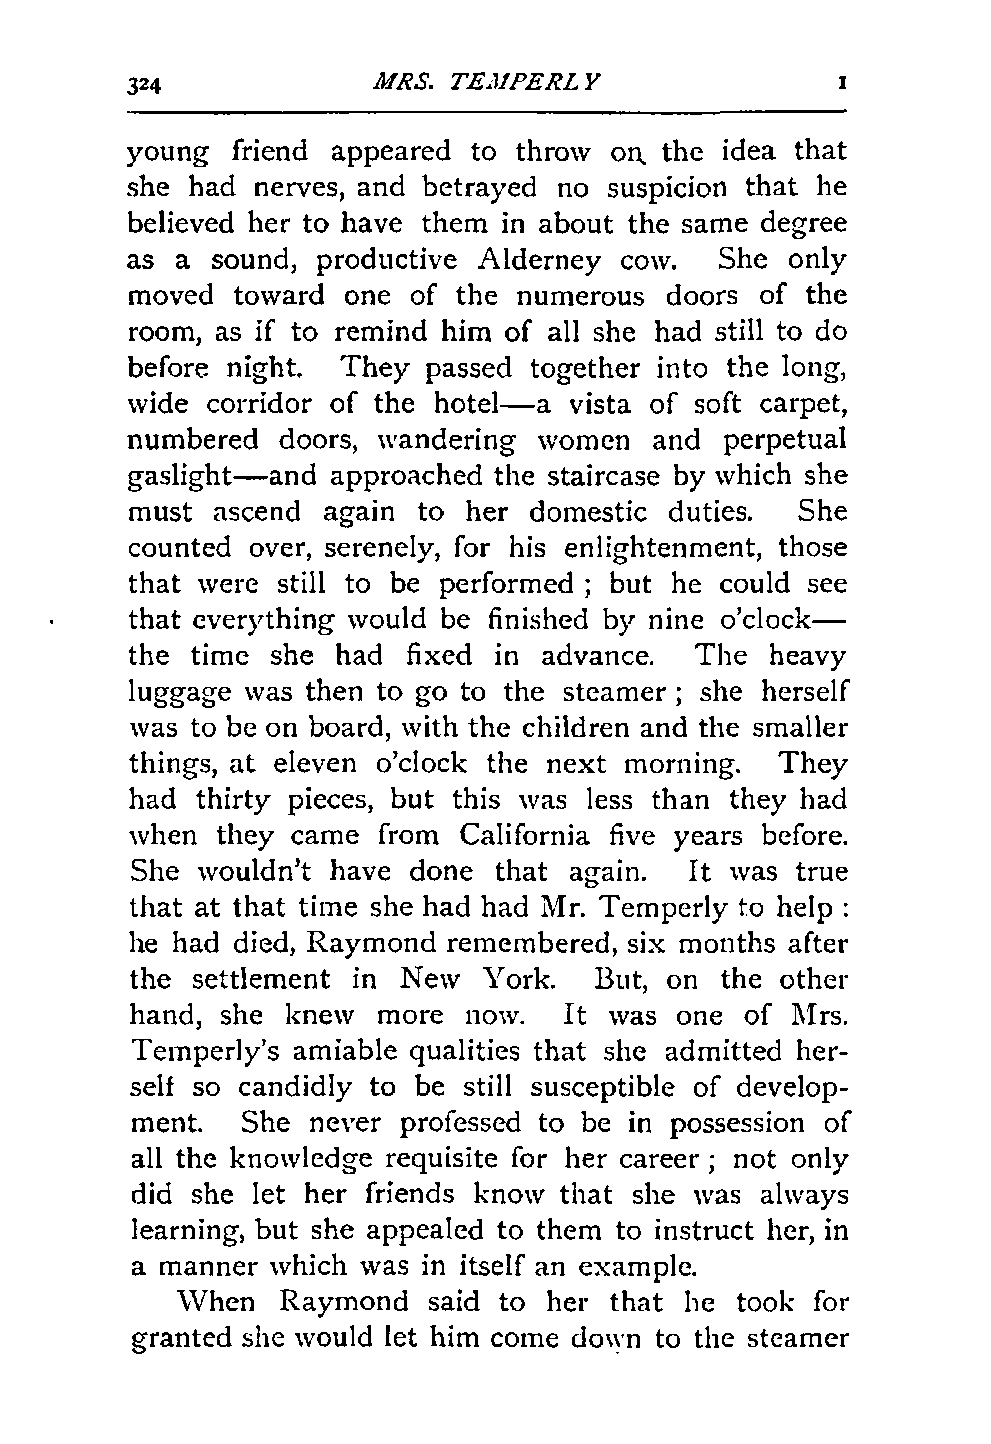 324 MRS. TEMPERLY I
young friend appeared to throw on the idea that
she had nerves, and betrayed no suspicion that he
believed her to have them in about the same degree
as a sound, productive Alderney cow. She only
moved toward one of the numerous doors of the
room, as if to remind him of all she had still to do
before night. They passed together into the long,
wide corridor of the hotel—a vista of soft carpet,
numbered doors, wandering women and perpetual
gaslight—and approached the staircase by which she
must ascend again to her domestic duties. She
counted over, serenely, for his enlightenment, those
that were still to be performed ; but he could see
that everything would be finished by nine o'clock—
the time she had fixed in advance. The heavy
luggage was then to go to the steamer ; she herself
was to be on board, with the children and the smaller
things, at eleven o'clock the next morning. They
had thirty pieces, but this was less than they had
when they came from California five years before.
She wouldn't have done that again. It was true
that at that time she had had Mr. Temperly to help :
he had died, Raymond remembered, six months after
the settlement in New York. But, on the other
hand, she knew more now. It was one of Mrs.
Temperly's amiable qualities that she admitted her-
self so candidly to be still susceptible of develop-
ment. She never professed to be in possession of
all the knowledge requisite for her career ; not only
did she let her friends know that she was always
learning, but she appealed to them to instruct her, in
a manner which was in itself an example.
When Raymond said to her that he took for
granted she would let him come down to the steamer